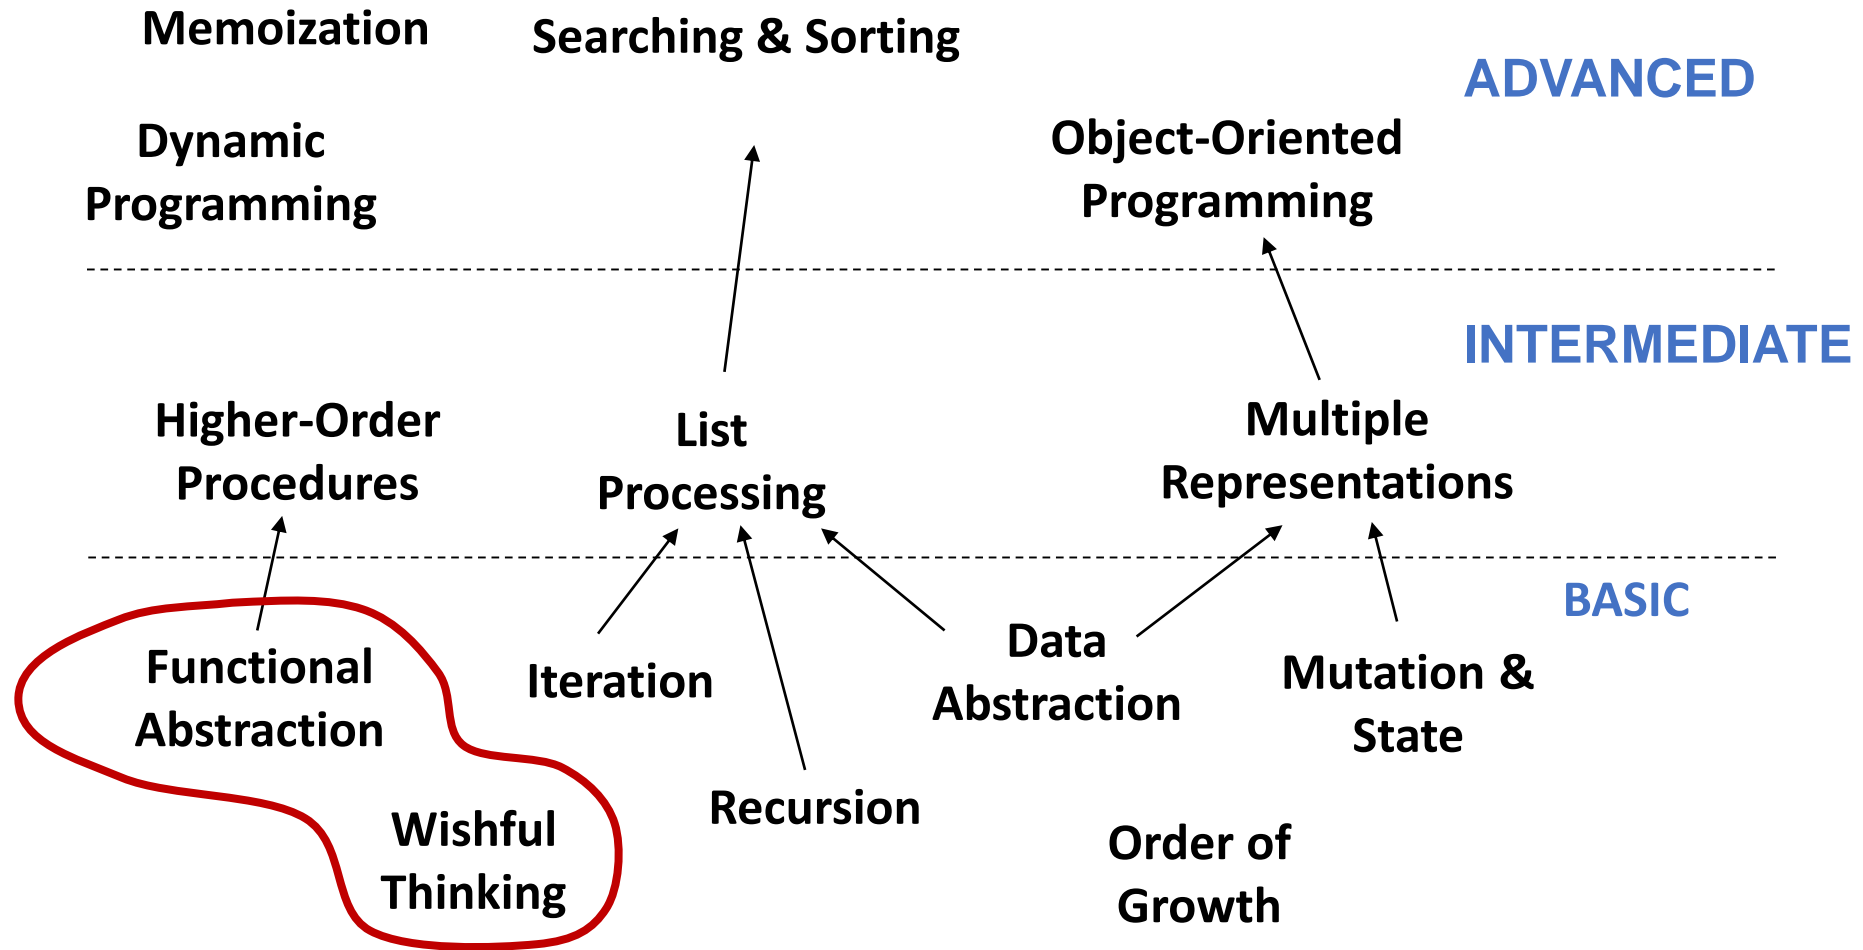 Memoization
Searching & Sorting
ADVANCED
Dynamic
Programming
Object-Oriented
Programming
INTERMEDIATE
Higher-Order
Procedures
List
Processing
Multiple
Representations
BASIC
Functional
Abstraction
Iteration
Data
Abstraction
Mutation &
State
Wishful
Thinking
Recursion
Order of
Growth